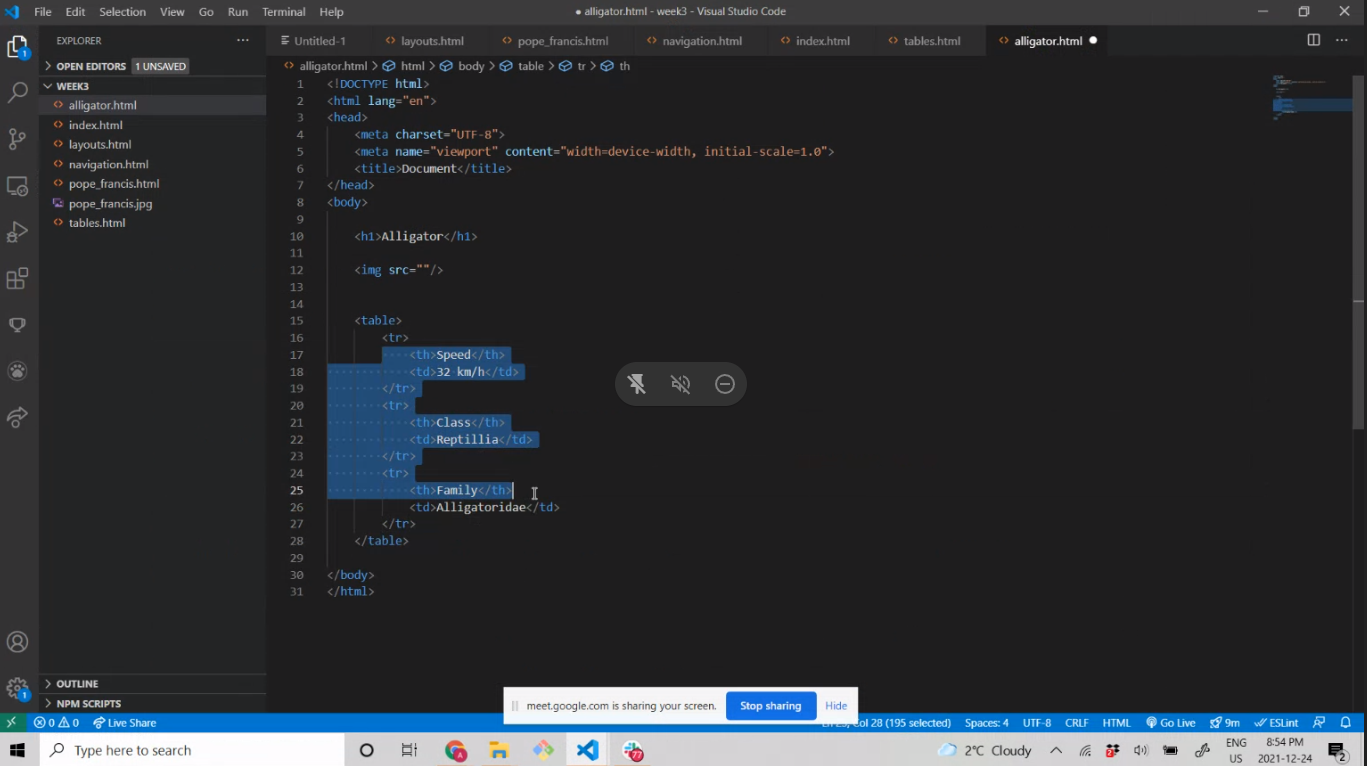 File Edit Selection View Go Run Terminal Help
● alligator.html - week3 - Visual Studio Code
EXPLORER
Untitled-1
layouts.html
pope_francis.html
navigation.html
index.html
tables.html
alligator.html
OPEN EDITORS 1 UNSAVED
alligator.html > html > body > table > tr > th
WEEK3
alligator.html
index.html
layouts.html
navigation.html
pope_francis.html
pope_francis.jpg
tables.html
1 <!DOCTYPE html>
2 <html lang="en">
3 <head>
4 <meta charset="UTF-8">
5 <meta name="viewport" content="width=device-width, initial-scale=1.0">
6 <title>Document</title>
7 </head>
8 <body>
9
10 <h1>Alligator</h1>
11
12 <img src=""/>
13
14
15 <table>
16 <tr>
17 <th>Speed</th>
18 <td>32 km/h</td>
19 </tr>
20 <tr>
21 <th>Class</th>
22 <td>Reptillia</td>
23 </tr>
24 <tr>
25 <th>Family</th>
26 <td>Alligatoridae</td>
27 </tr>
28 </table>
29
30 </body>
31 </html>
OUTLINE
NPM SCRIPTS
meet.google.com is sharing your screen. Stop sharing Hide
0 0 Live Share
Col 28 (195 selected) Spaces: 4 UTF-8 CRLF HTML Go Live 9m ESLint
Type here to search
77
2°C Cloudy
ENG
US
8:54 PM
2021-12-24
2